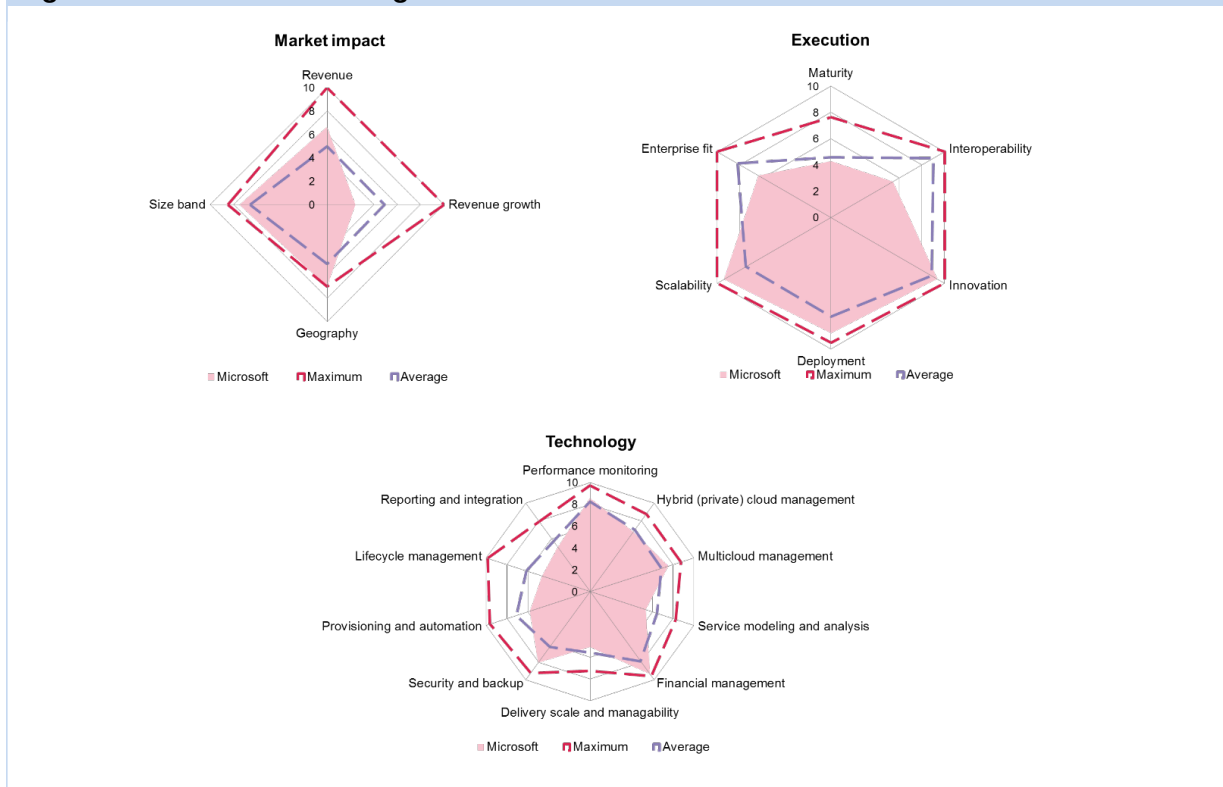 Market impact
Revenue
10
8
6
4
2
0
Size band
Revenue growth
Geography
Microsoft Maximum Average
Execution
Maturity
10
8
6
4
2
0
Enterprise fit
Interoperability
Scalability
Innovation
Deployment
Microsoft Maximum Average
Technology
Performance monitoring
10
8
6
4
2
0
Reporting and integration
Hybrid (private) cloud management
Lifecycle management
Multicloud management
Provisioning and automation
Service modeling and analysis
Security and backup
Financial management
Delivery scale and managability
Microsoft Maximum Average